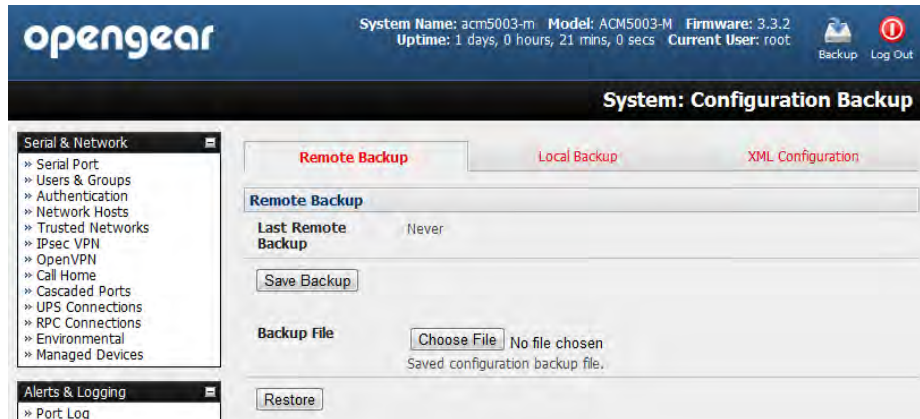 opengear
System Name: acm5003-m Model: ACM5003-M Firmware: 3.3.2
Uptime: 1 days, 0 hours, 21 mins, 0 secs Current User: root
Backup Log Out
System: Configuration Backup
Serial & Network
» Serial Port
» Users & Groups
» Authentication
» Network Hosts
» Trusted Networks
» IPsec VPN
» OpenVPN
» Call Home
» Cascaded Ports
» UPS Connections
» RPC Connections
» Environmental
» Managed Devices
Alerts & Logging
» Port Log
Remote Backup Local Backup XML Configuration
Remote Backup
Last Remote Backup Never
Save Backup
Backup File Choose File No file chosen
Saved configuration backup file.
Restore